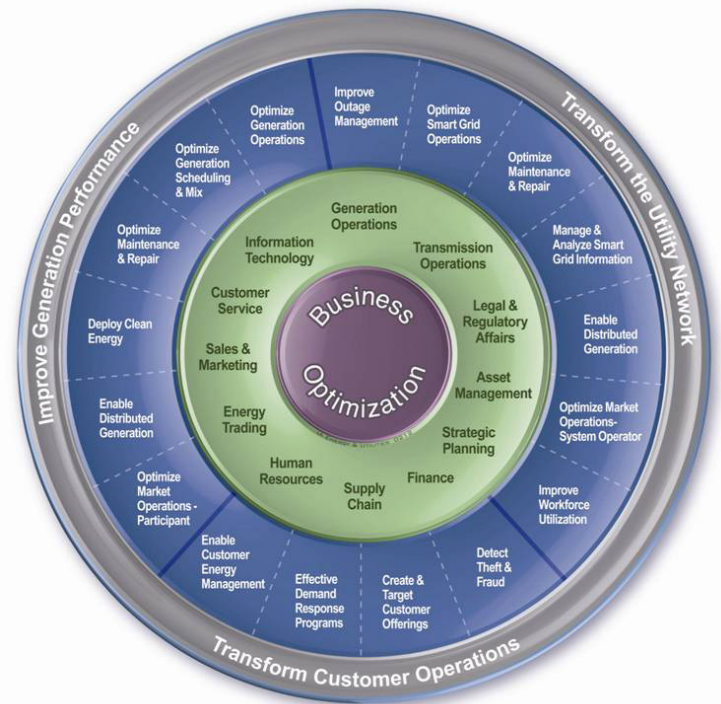 Improve Generation Performance
Transform the Utility Network
Transform Customer Operations
Improve
Outage
Management
Optimize
Smart Grid
Operations
Optimize
Maintenance
& Repair
Manage &
Analyze Smart
Grid Information
Enable
Distributed
Generation
Optimize Market
Operations-
System Operator
Improve
Workforce
Utilization
Detect
Theft &
Fraud
Create &
Target
Customer
Offerings
Effective
Demand
Response
Programs
Enable
Customer
Energy
Management
Optimize
Market
Operations -
Participant
Enable
Distributed
Generation
Deploy Clean
Energy
Optimize
Maintenance
& Repair
Optimize
Generation
Scheduling
& Mix
Optimize
Generation
Operations
Generation
Operations
Transmission
Operations
Legal &
Regulatory
Affairs
Asset
Management
Strategic
Planning
Finance
Supply
Chain
Human
Resources
Energy
Trading
Sales &
Marketing
Customer
Service
Information
Technology
Business
Optimization